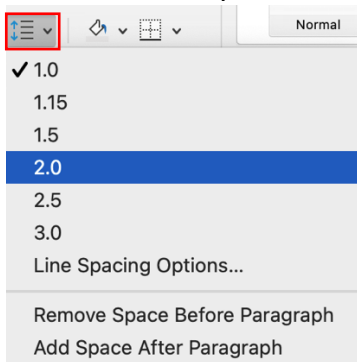 Normal
1.0
1.15
1.5
2.0
2.5
3.0
Line Spacing Options...
Remove Space Before Paragraph
Add Space After Paragraph